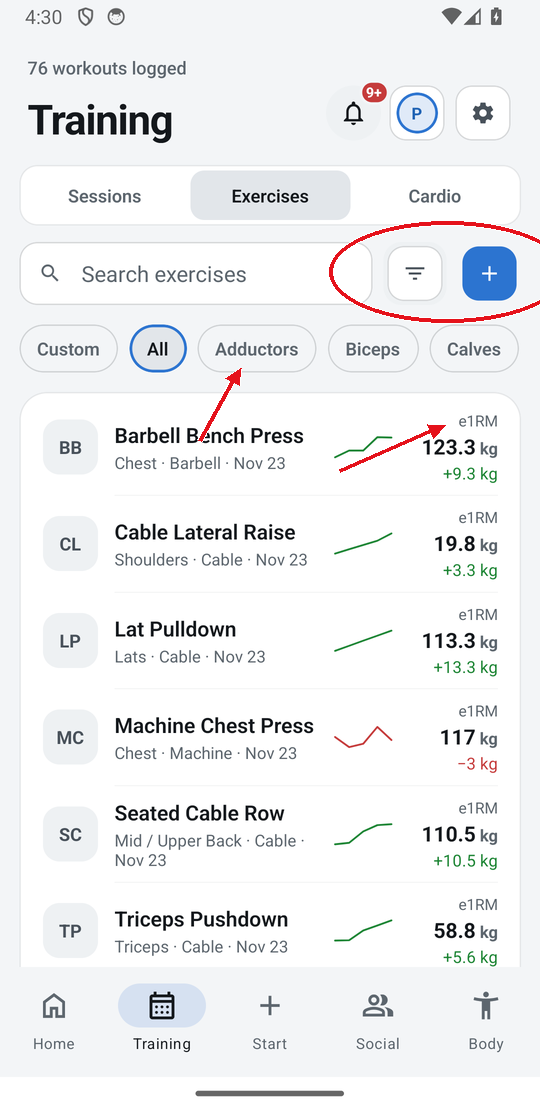 4:30
76 workouts logged
Training
9+
P
Sessions
Exercises
Cardio
Search exercises
Custom
All
Adductors
Biceps
Calves
BB
Barbell Bench Press
Chest · Barbell · Nov 23
e1RM
123.3 kg
+9.3 kg
CL
Cable Lateral Raise
Shoulders · Cable · Nov 23
e1RM
19.8 kg
+3.3 kg
LP
Lat Pulldown
Lats · Cable · Nov 23
e1RM
113.3 kg
+13.3 kg
MC
Machine Chest Press
Chest · Machine · Nov 23
e1RM
117 kg
−3 kg
SC
Seated Cable Row
Mid / Upper Back · Cable ·
Nov 23
e1RM
110.5 kg
+10.5 kg
TP
Triceps Pushdown
Triceps · Cable · Nov 23
e1RM
58.8 kg
+5.6 kg
Home
Training
Start
Social
Body